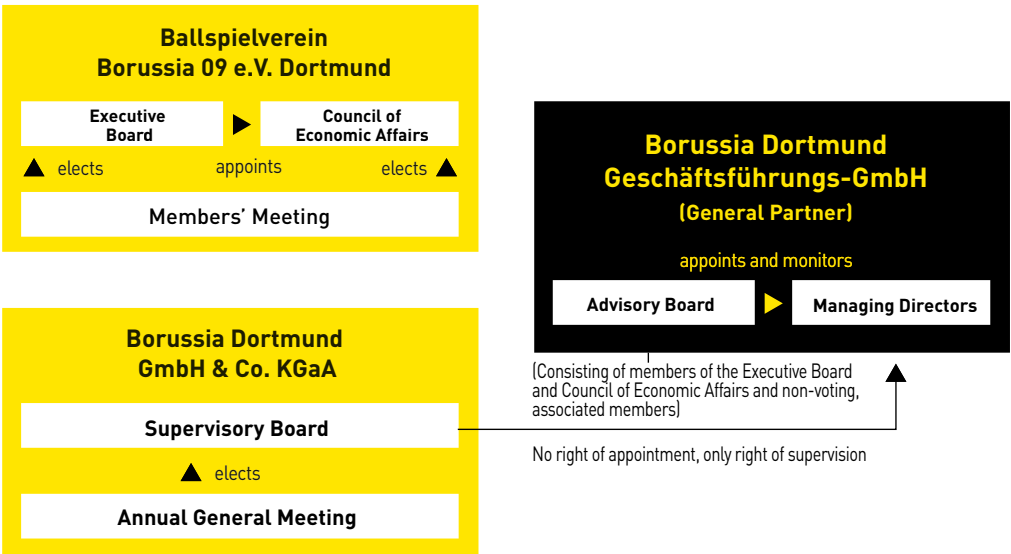 Ballspielverein
Borussia 09 e.V. Dortmund
Executive
Board
Council of
Economic Affairs
elects
appoints
elects
Members’ Meeting
Borussia Dortmund
GmbH & Co. KGaA
Supervisory Board
elects
Annual General Meeting
Borussia Dortmund
Geschäftsführungs-GmbH
(General Partner)
appoints and monitors
Advisory Board
Managing Directors
(Consisting of members of the Executive Board
and Council of Economic Affairs and non-voting,
associated members)
No right of appointment, only right of supervision